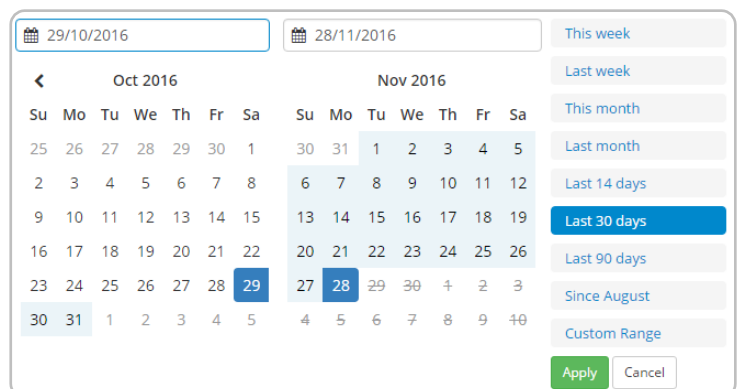 29/10/2016 28/11/2016
Oct 2016 Nov 2016
Su Mo Tu We Th Fr Sa Su Mo Tu We Th Fr Sa
25 26 27 28 29 30 1 30 31 1 2 3 4 5
2 3 4 5 6 7 8 6 7 8 9 10 11 12
9 10 11 12 13 14 15 13 14 15 16 17 18 19
16 17 18 19 20 21 22 20 21 22 23 24 25 26
23 24 25 26 27 28 29 27 28 29 30 1 2 3
30 31 1 2 3 4 5 4 5 6 7 8 9 10
This week
Last week
This month
Last month
Last 14 days
Last 30 days
Last 90 days
Since August
Custom Range
Apply Cancel